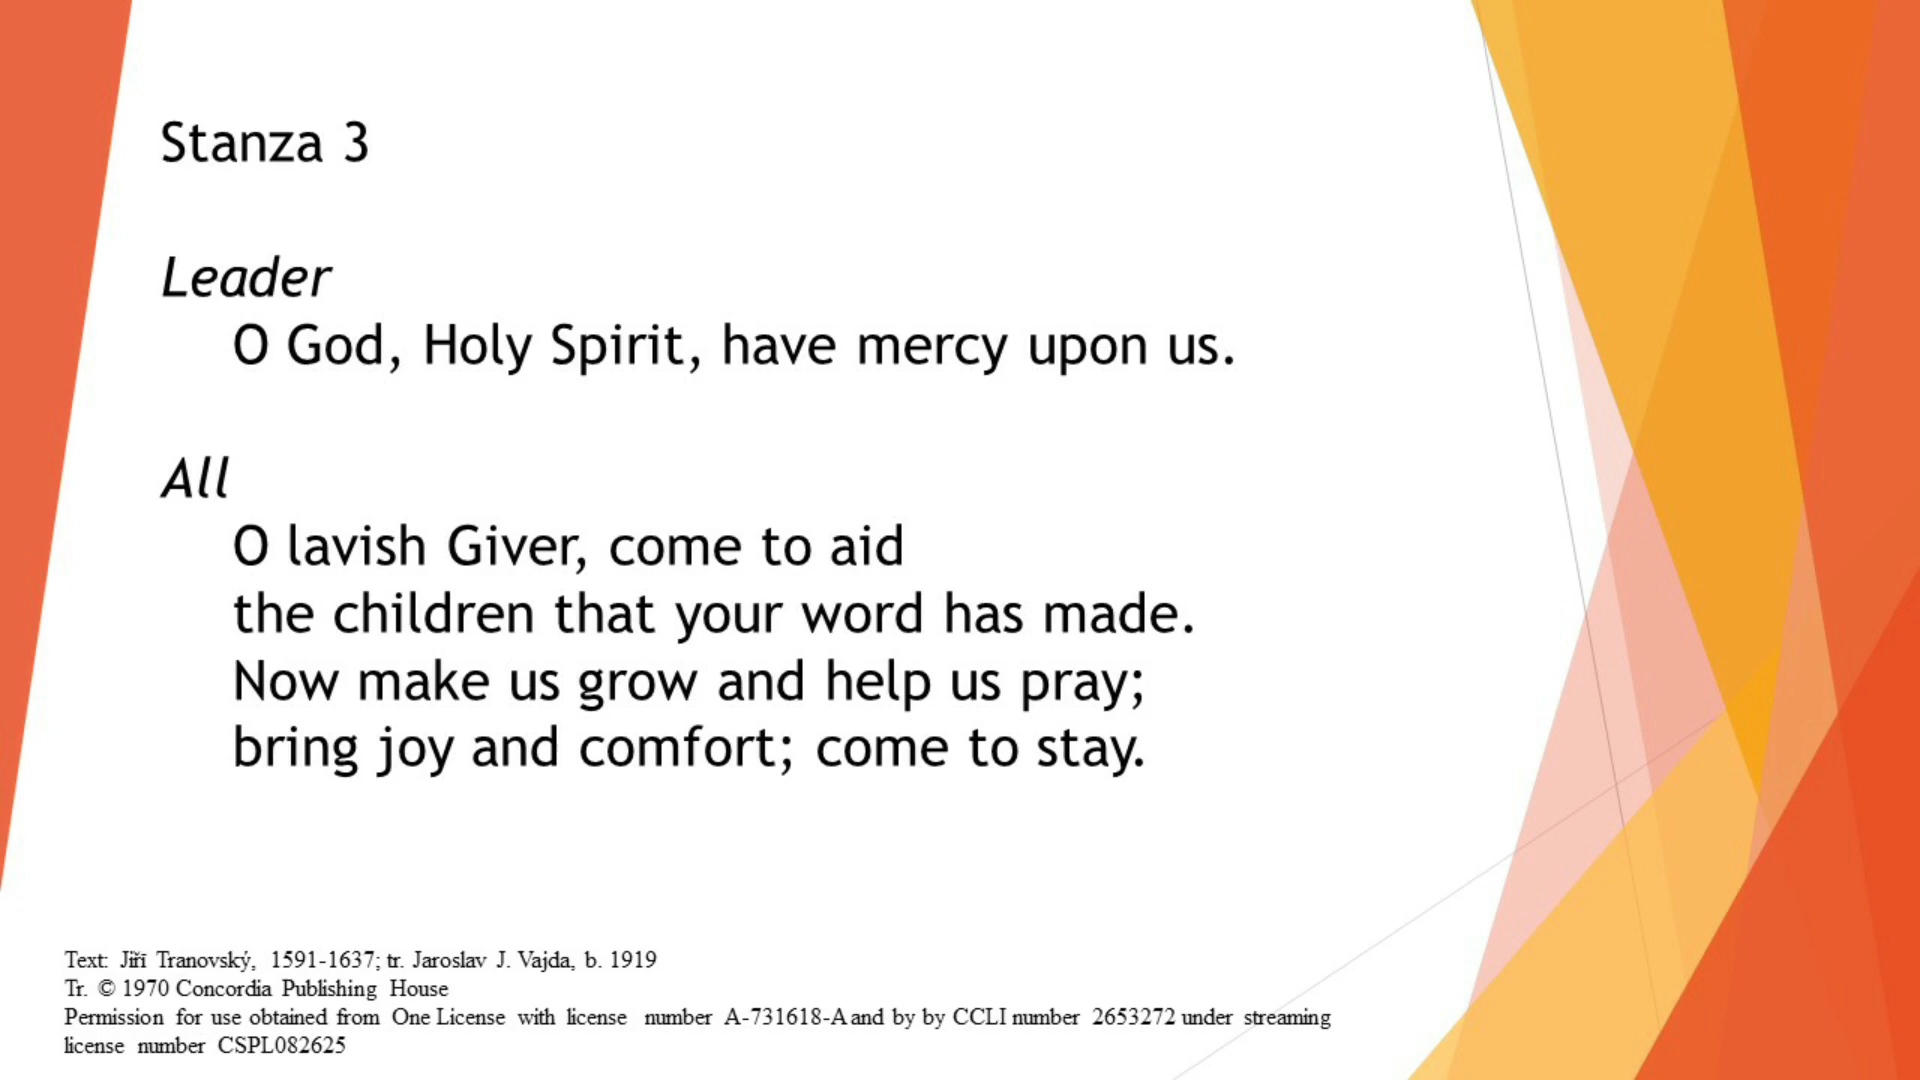 Stanza 3
Leader
O God, Holy Spirit, have mercy upon us.
All
O lavish Giver, come to aid
the children that your word has made.
Now make us grow and help us pray;
bring joy and comfort; come to stay.
Text: Jiří Tranovský, 1591-1637; tr. Jaroslav J. Vajda, b. 1919
Tr. © 1970 Concordia Publishing House
Permission for use obtained from One License with license number A-731618-A and by by CCLI number 2653272 under streaming
license number CSPL082625